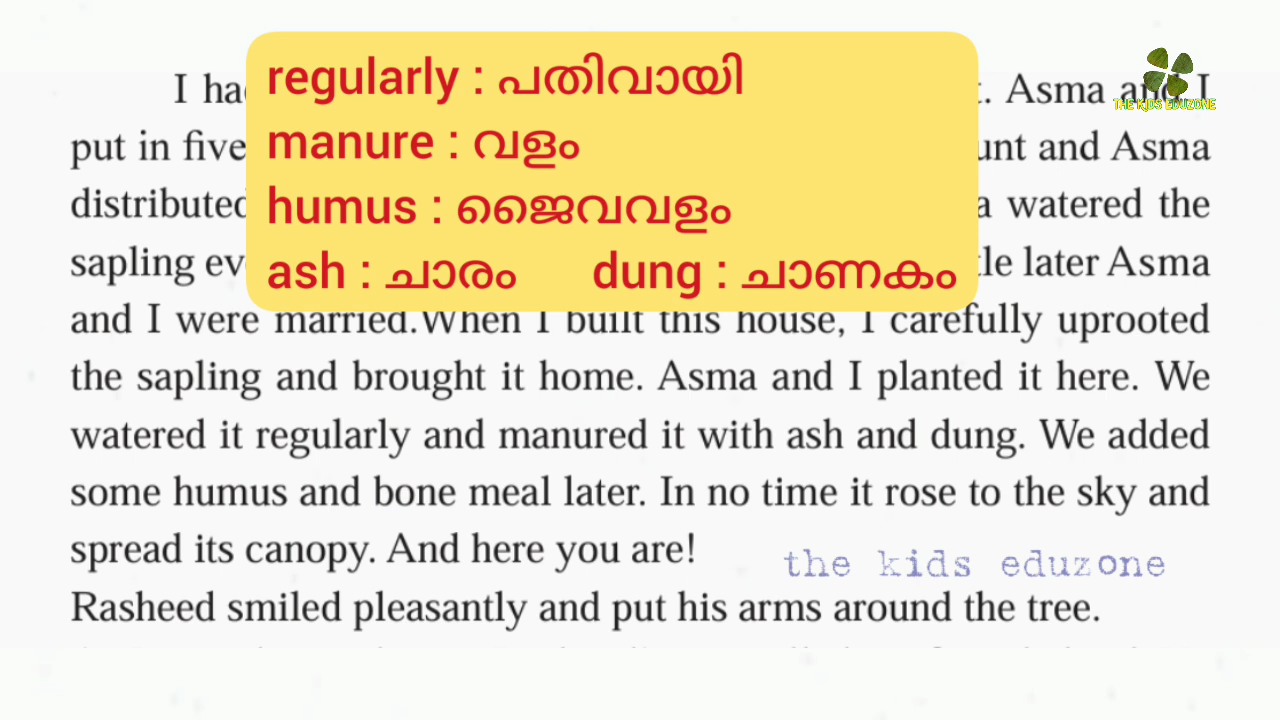 regularly : പതിവായി
manure : വളം
humus : ജൈവവളം
ash : ചാരം dung : ചാണകം
THE KIDS EDUZONE
I . Asma and I
put in five and Asma
distributed watered the
sapling later Asma
and I were married.When I built this house, I carefully uprooted
the sapling and brought it home. Asma and I planted it here. We
watered it regularly and manured it with ash and dung. We added
some humus and bone meal later. In no time it rose to the sky and
spread its canopy. And here you are!
the kids eduzone
Rasheed smiled pleasantly and put his arms around the tree.